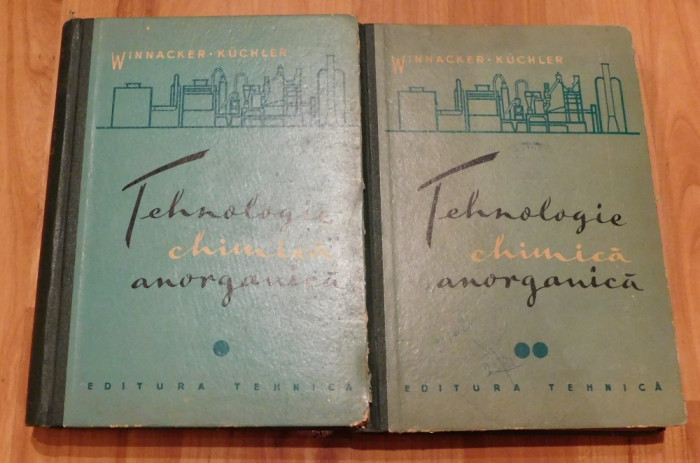 WINNACKER · KÜCHLER
Tehnologie
chimică
anorganică
EDITURA TEHNICĂ
WINNACKER · KÜCHLER
Tehnologie
chimică
anorganică
EDITURA TEHNICĂ